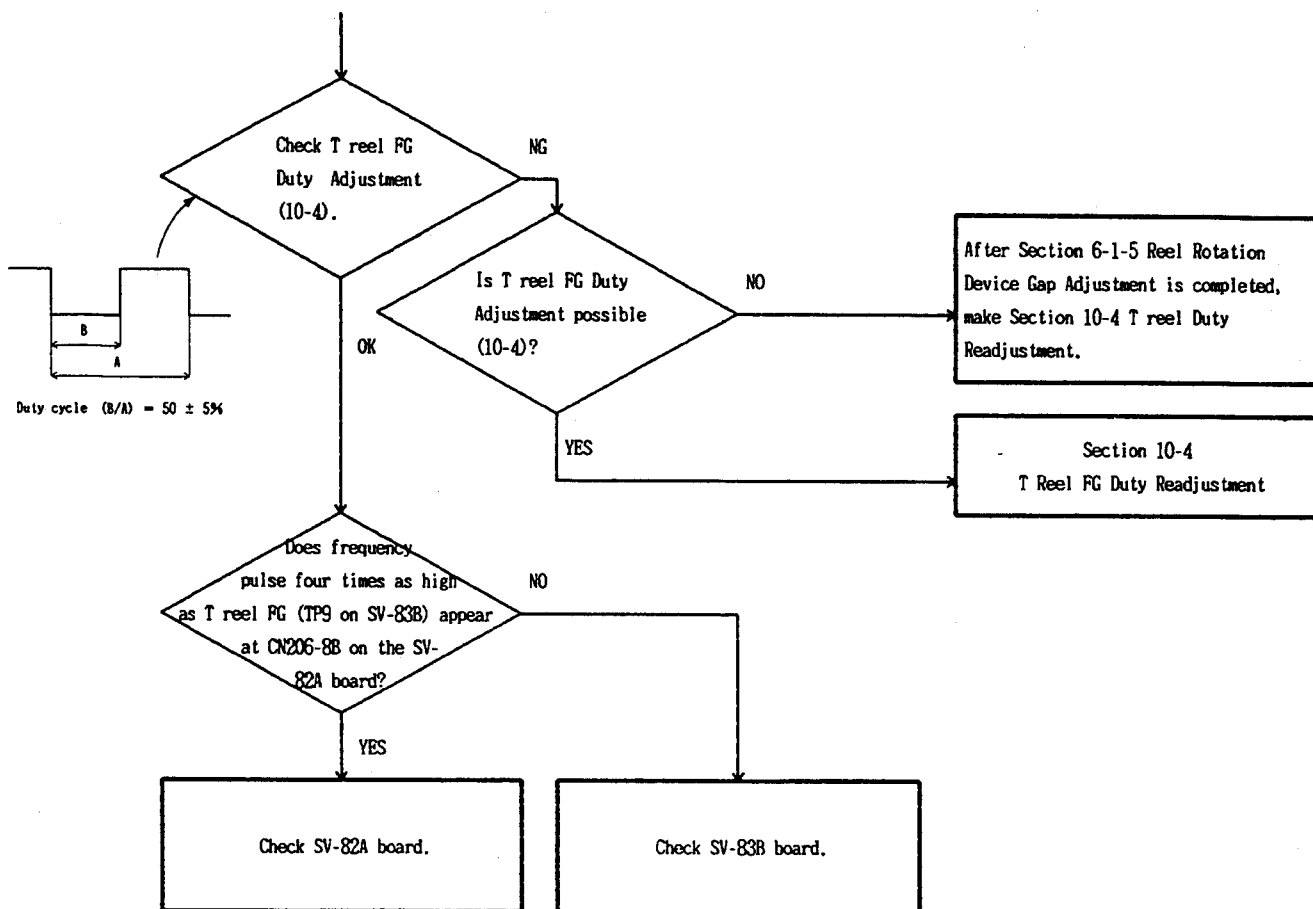 Check T reel FG
Duty Adjustment
(10-4).
NG
B
A
Duty cycle (B/A) = 50 ± 5%
OK
Is T reel FG Duty
Adjustment possible
(10-4)?
NO
After Section 6-1-5 Reel Rotation
Device Gap Adjustment is completed,
make Section 10-4 T reel Duty
Readjustment.
YES
Section 10-4
T Reel FG Duty Readjustment
Does frequency
pulse four times as high
as T reel FG (TP9 on SV-83B) appear
at CN206-8B on the SV-
82A board?
NO
YES
Check SV-82A board.
Check SV-83B board.